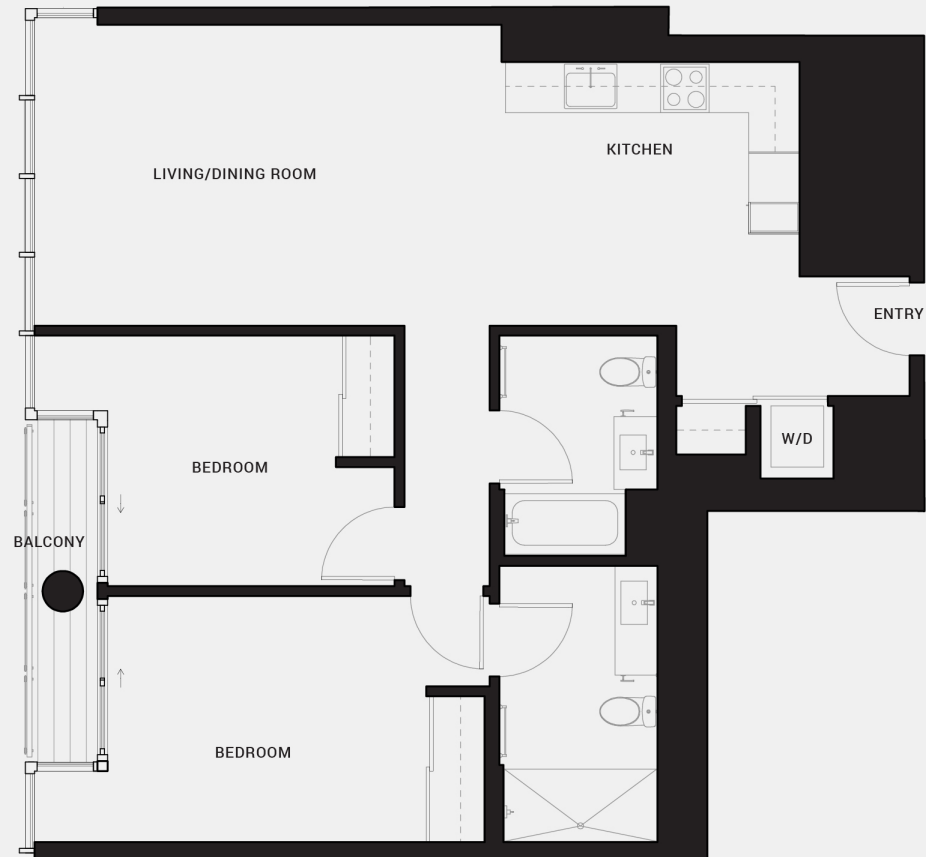 KITCHEN
LIVING/DINING ROOM
ENTRY
W/D
BEDROOM
BALCONY
BEDROOM